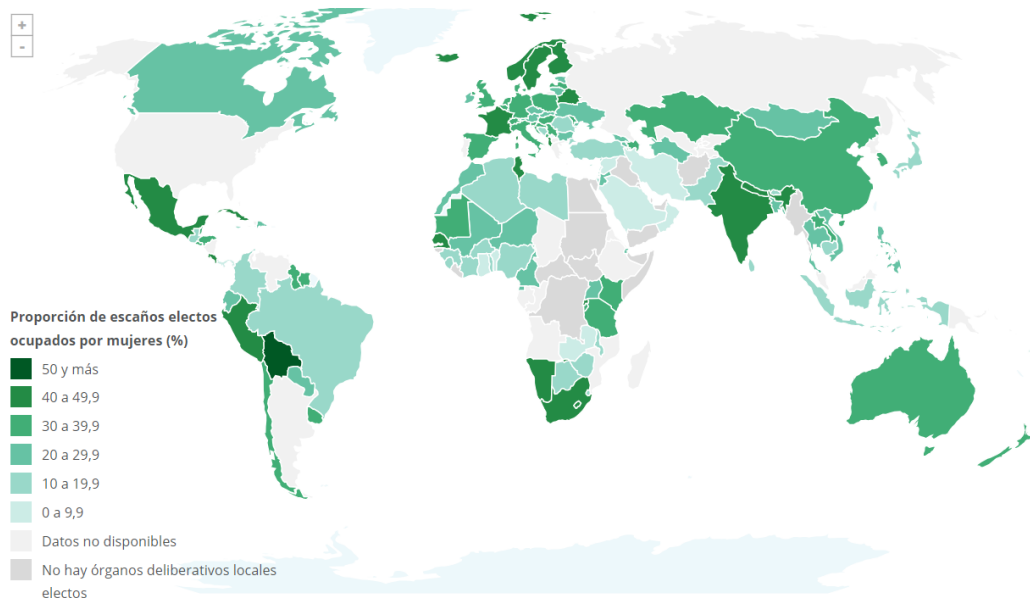 +
-
Proporción de escaños electos
ocupados por mujeres (%)
50 y más
40 a 49,9
30 a 39,9
20 a 29,9
10 a 19,9
0 a 9,9
Datos no disponibles
No hay órganos deliberativos locales
electos